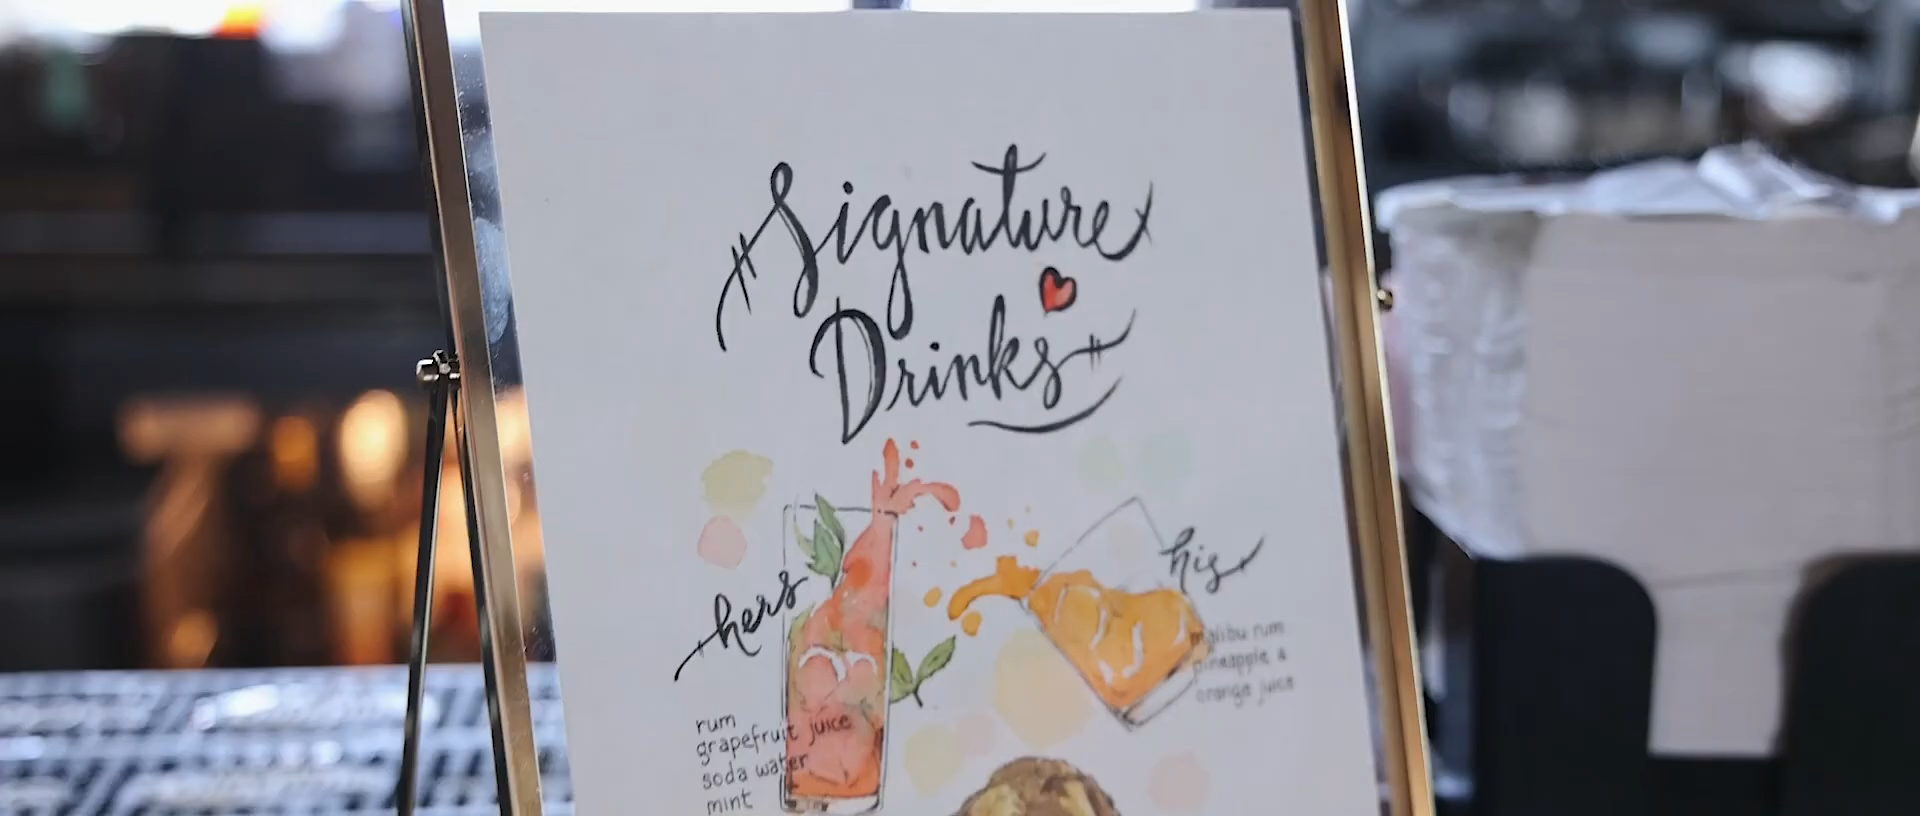 Signature
Drinks
hers
his
malibu rum
pineapple &
orange juice
rum
grapefruit juice
soda water
mint